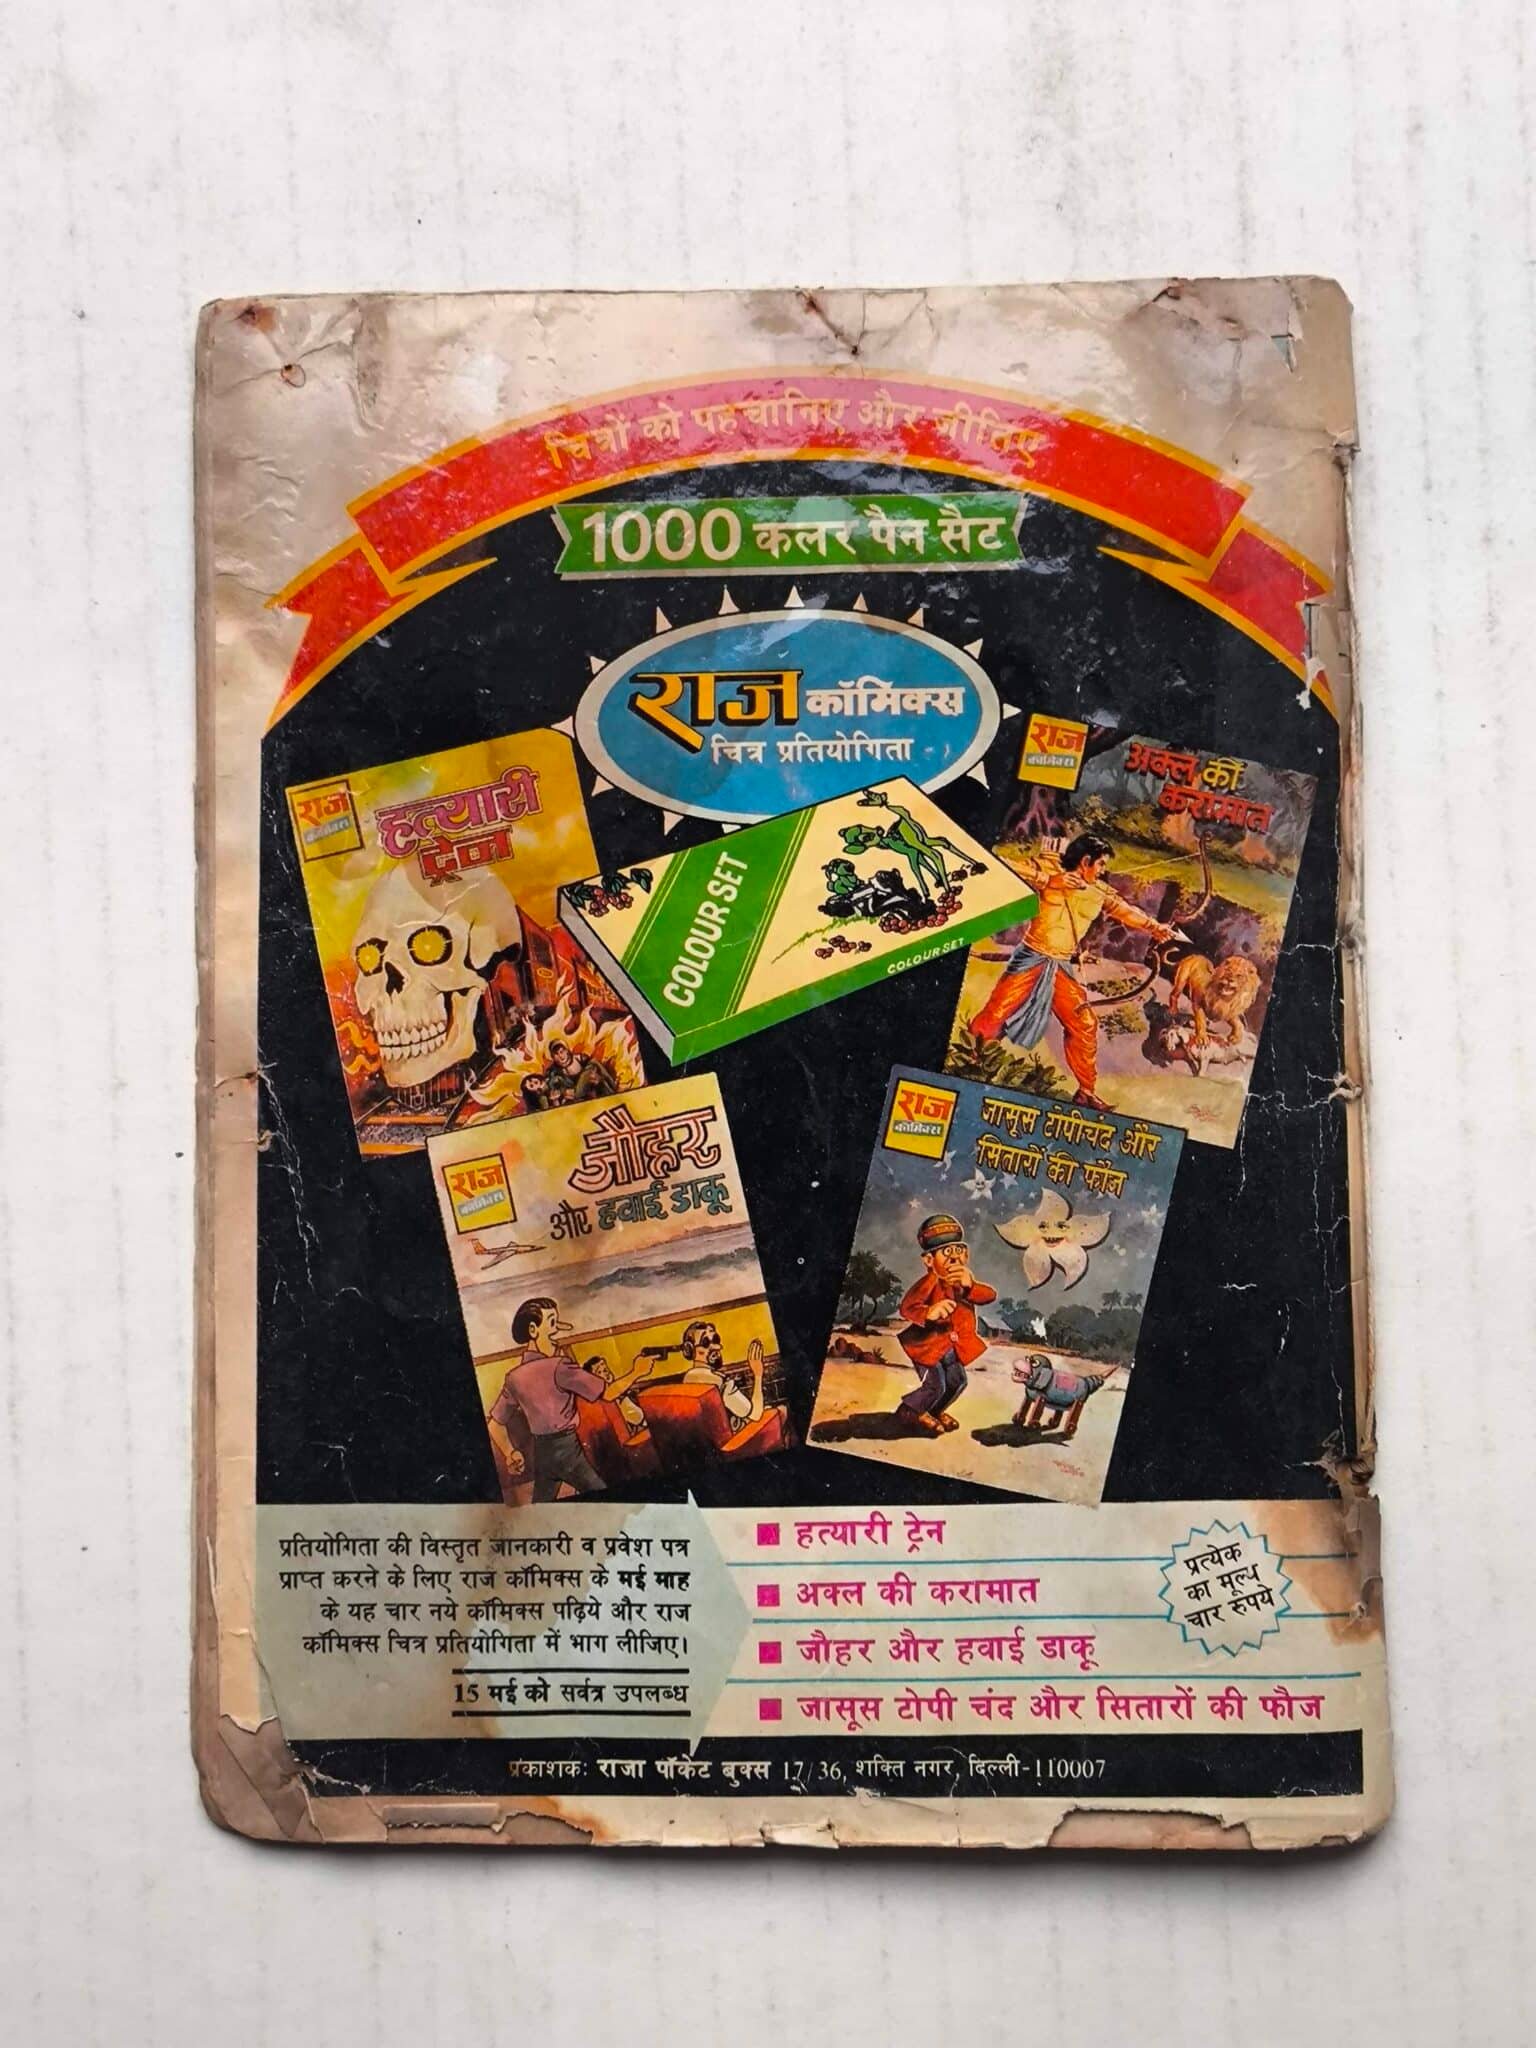 चित्रों को पहचानिए और जीतिए
1000 कलर पैन सैट
राज कॉमिक्स
चित्र प्रतियोगिता
राज
कॉमिक्स
हत्यारी
ट्रेन
राज
कॉमिक्स
अक्ल की
करामात
COLOUR SET
COLOUR SET
राज
कॉमिक्स
जौहर
और हवाई डाकू
राज
कॉमिक्स
जासूस टोपीचंद और
सितारों की फौज
प्रतियोगिता की विस्तृत जानकारी व प्रवेश पत्र
प्राप्त करने के लिए राज कॉमिक्स के मई माह
के यह चार नये कॉमिक्स पढ़िये और राज
कॉमिक्स चित्र प्रतियोगिता में भाग लीजिए।
15 मई को सर्वत्र उपलब्ध
हत्यारी ट्रेन
अक्ल की करामात
जौहर और हवाई डाकू
जासूस टोपी चंद और सितारों की फौज
प्रत्येक
का मूल्य
चार रुपये
प्रकाशक: राजा पॉकेट बुक्स 17/36, शक्ति नगर, दिल्ली-110007